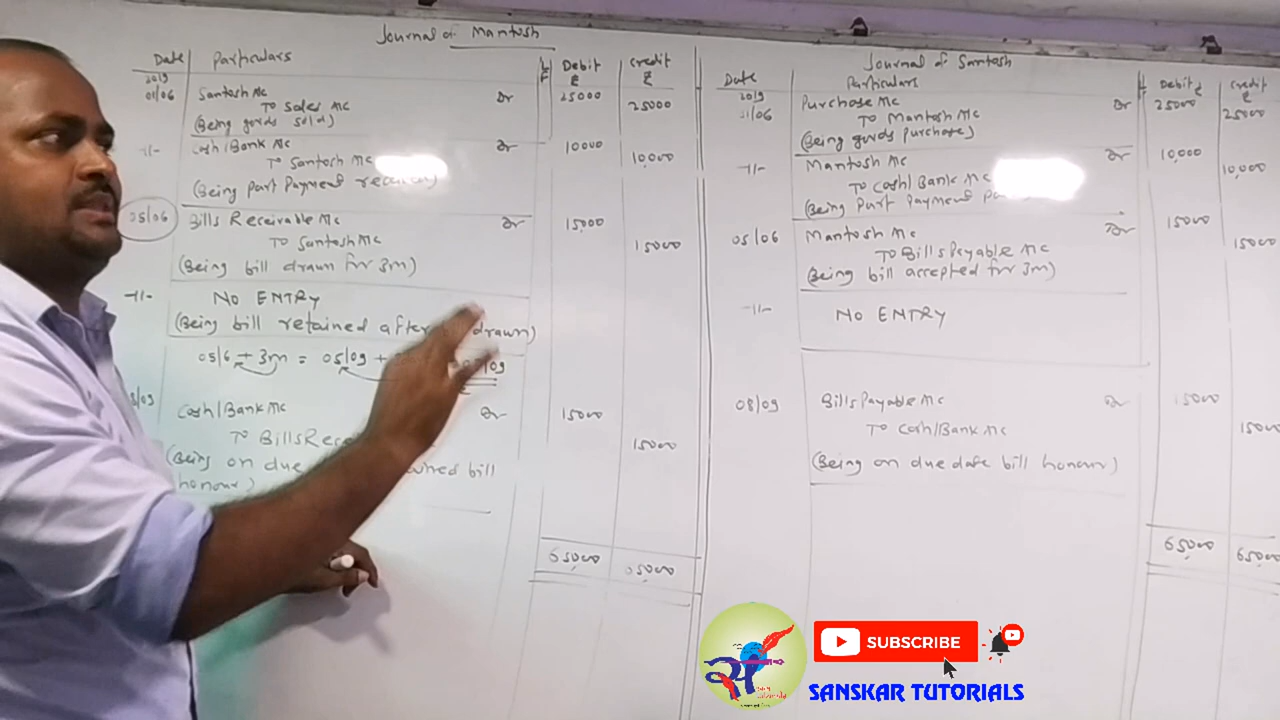 Journal of Mantosh
Date Particulars Debit ₹ Credit ₹
2019
01/06 Santosh A/c Dr 25000
To Sales A/c 25000
(Being goods sold)
-11- Cash/Bank A/c Dr 10000
To Santosh A/c 10,000
(Being Part Payment
05/06 Bills Receivable A/c Dr 15000
To Santosh A/c 15000
(Being bill drawn for 3m)
-11- NO ENTRY
(Being bill retained after drawn)
05/6 + 3m = 05/09 + /09
Cash/Bank A/c Dr 15000
To Bills 15000
(Being on due bill
honour)
65000
Journal of Santosh
Date Particulars Debit ₹ Credit ₹
2019
01/06 Purchase A/c Dr 25000
To Mantosh A/c 25000
(Being goods Purchase)
-11- Mantosh A/c Dr 10,000
To Cash/Bank A/c 10,000
(Being Part Payment
05/06 Mantosh A/c Dr 15000
To Bills Payable A/c 15000
(Being bill accepted for 3m)
-11- NO ENTRY
08/09 Bills Payable A/c Dr 15000
To Cash/Bank A/c 15000
(Being on due date bill honour)
65000 65000
SUBSCRIBE
SANSKAR TUTORIALS